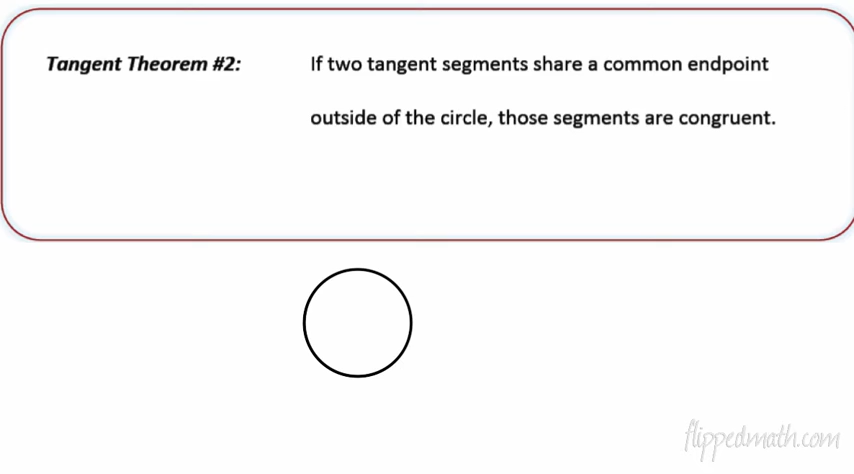 Tangent Theorem #2: If two tangent segments share a common endpoint
outside of the circle, those segments are congruent.
flippedmath.com